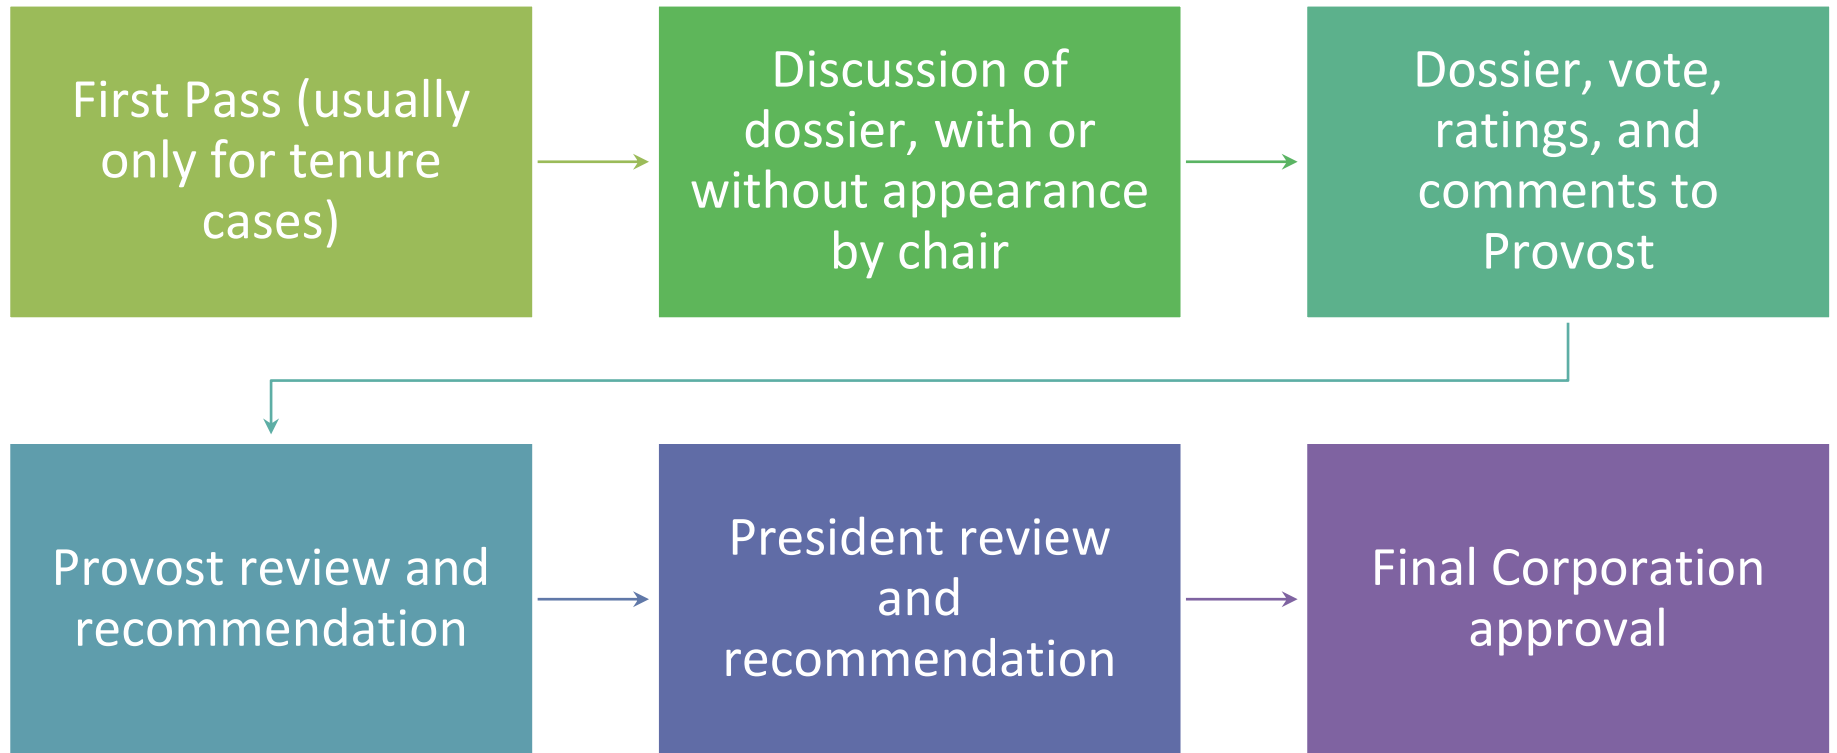 First Pass (usually
only for tenure
cases)
Discussion of
dossier, with or
without appearance
by chair
Dossier, vote,
ratings, and
comments to
Provost
Provost review and
recommendation
President review
and
recommendation
Final Corporation
approval